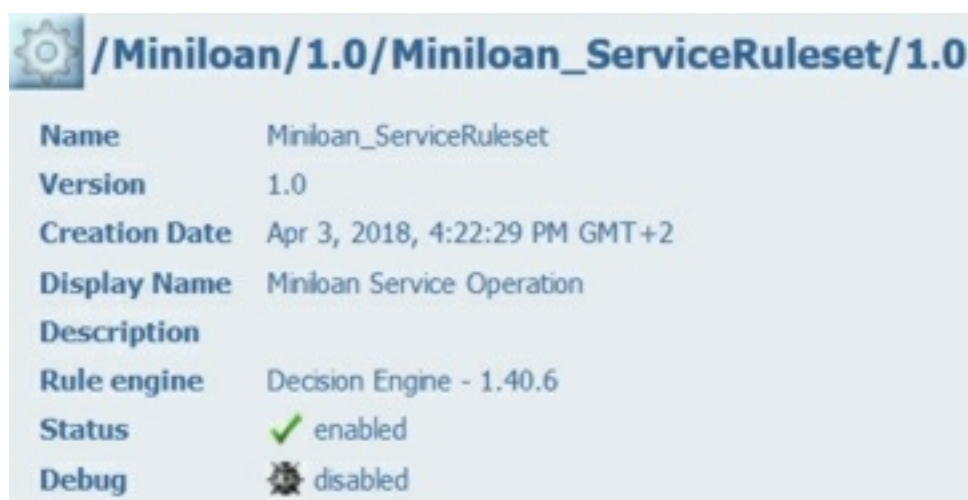 /Miniloan/1.0/Miniloan_ServiceRuleset/1.0
Name Miniloan_ServiceRuleset
Version 1.0
Creation Date Apr 3, 2018, 4:22:29 PM GMT+2
Display Name Miniloan Service Operation
Description
Rule engine Decision Engine - 1.40.6
Status enabled
Debug disabled